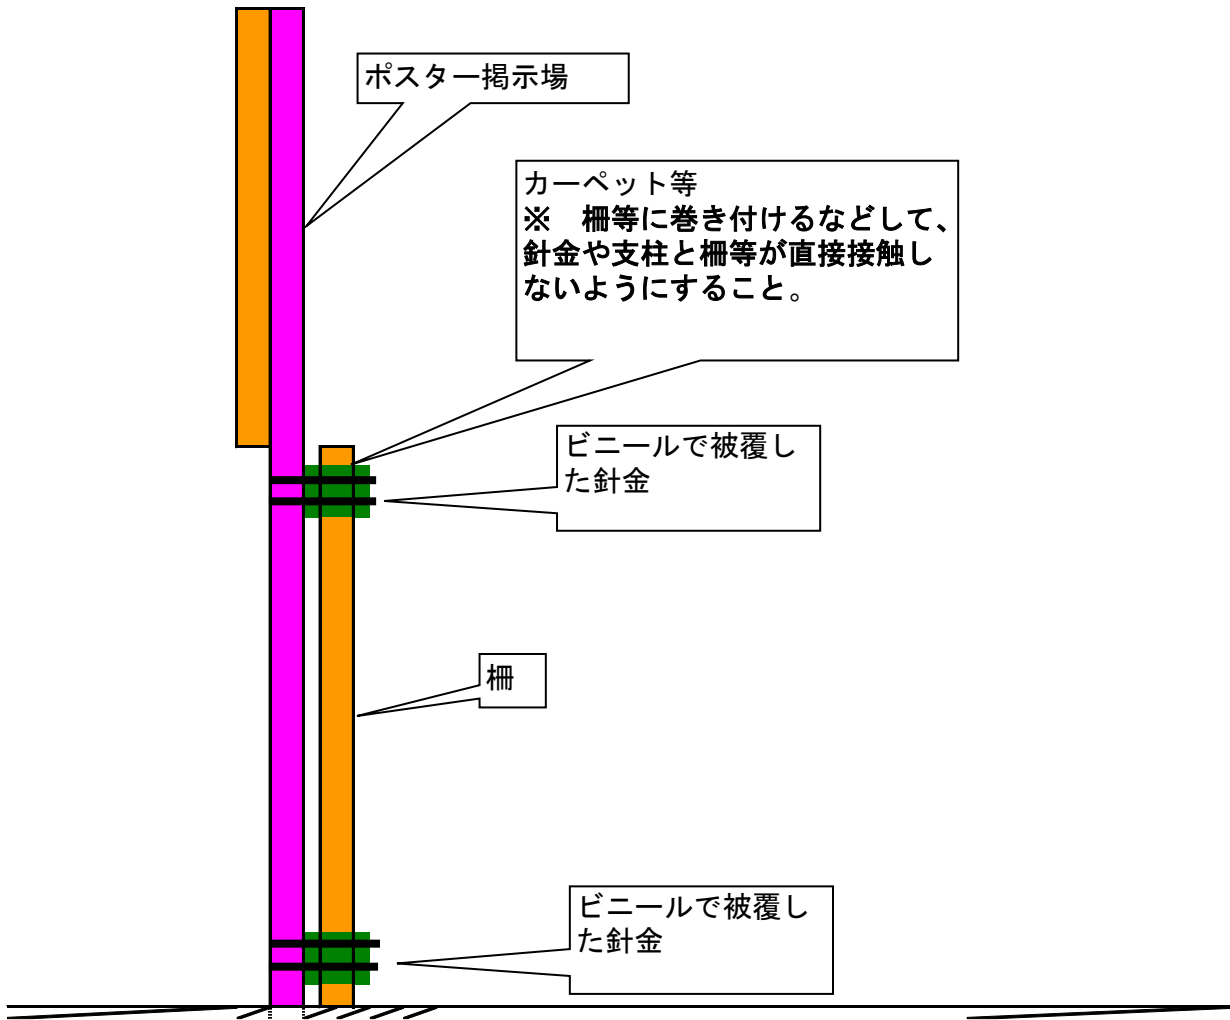 ポスター掲示場
カーペット等
※　柵等に巻き付けるなどして、
針金や支柱と柵等が直接接触し
ないようにすること。
ビニールで被覆し
た針金
柵
ビニールで被覆し
た針金